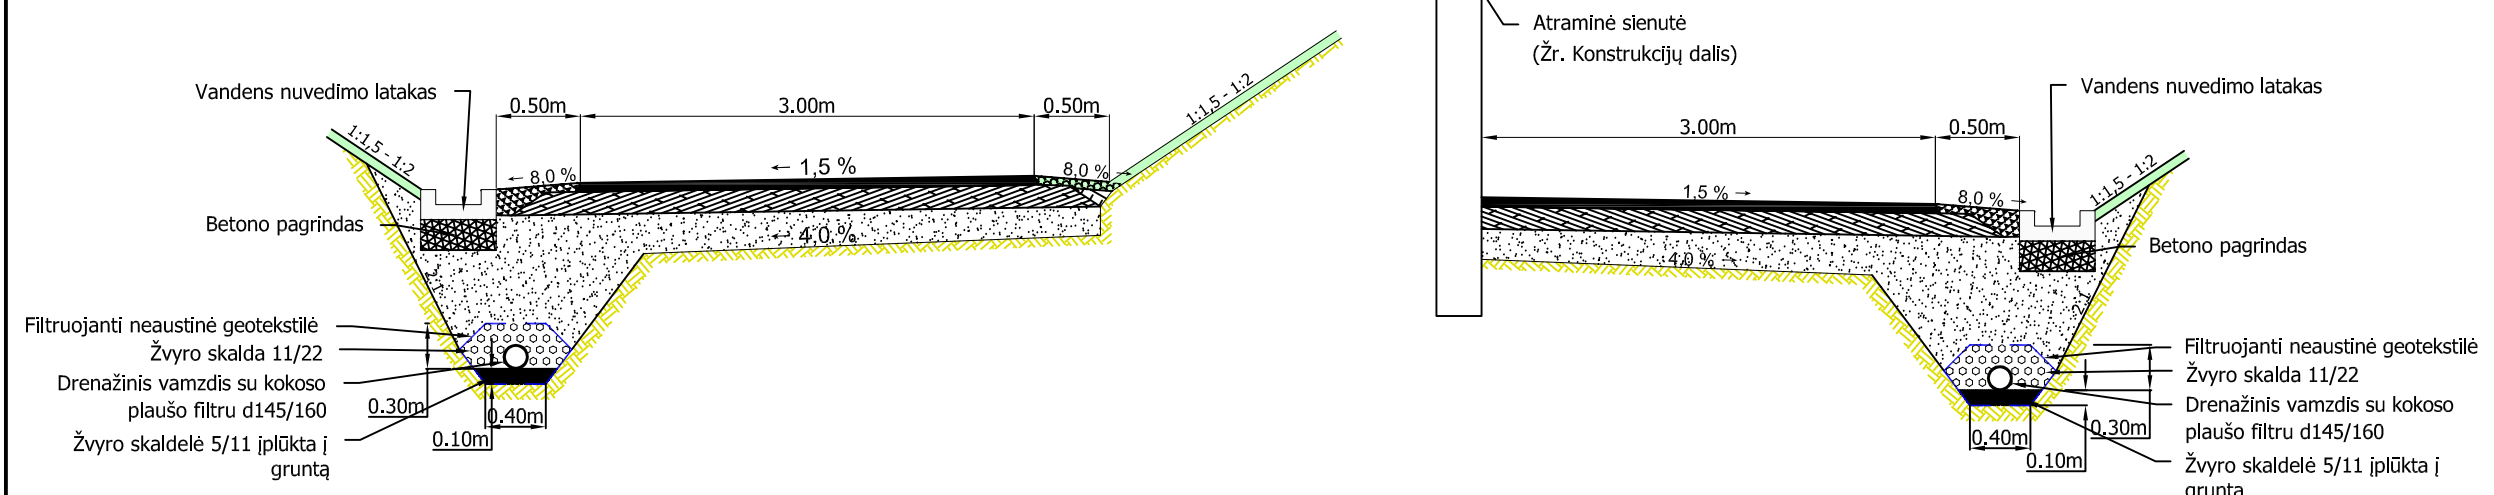 Vandens nuvedimo latakas
1:1,5 - 1:2
0.50m
3.00m
0.50m
1:1,5 - 1:2
8,0 %
1,5 %
8,0 %
Betono pagrindas
4,0 %
2:1
Filtruojanti neaustinė geotekstilė
Žvyro skalda 11/22
Drenažinis vamzdis su kokoso
plaušo filtru d145/160
Žvyro skaldelė 5/11 įplūkta į
gruntą
0.30m
0.40m
0.10m
Atraminė sienutė
(Žr. Konstrukcijų dalis)
Vandens nuvedimo latakas
3.00m
0.50m
1:1,5 - 1:2
1,5 %
8,0 %
Betono pagrindas
4,0 %
2:1
Filtruojanti neaustinė geotekstilė
Žvyro skalda 11/22
Drenažinis vamzdis su kokoso
plaušo filtru d145/160
Žvyro skaldelė 5/11 įplūkta į
gruntą
0.30m
0.40m
0.10m